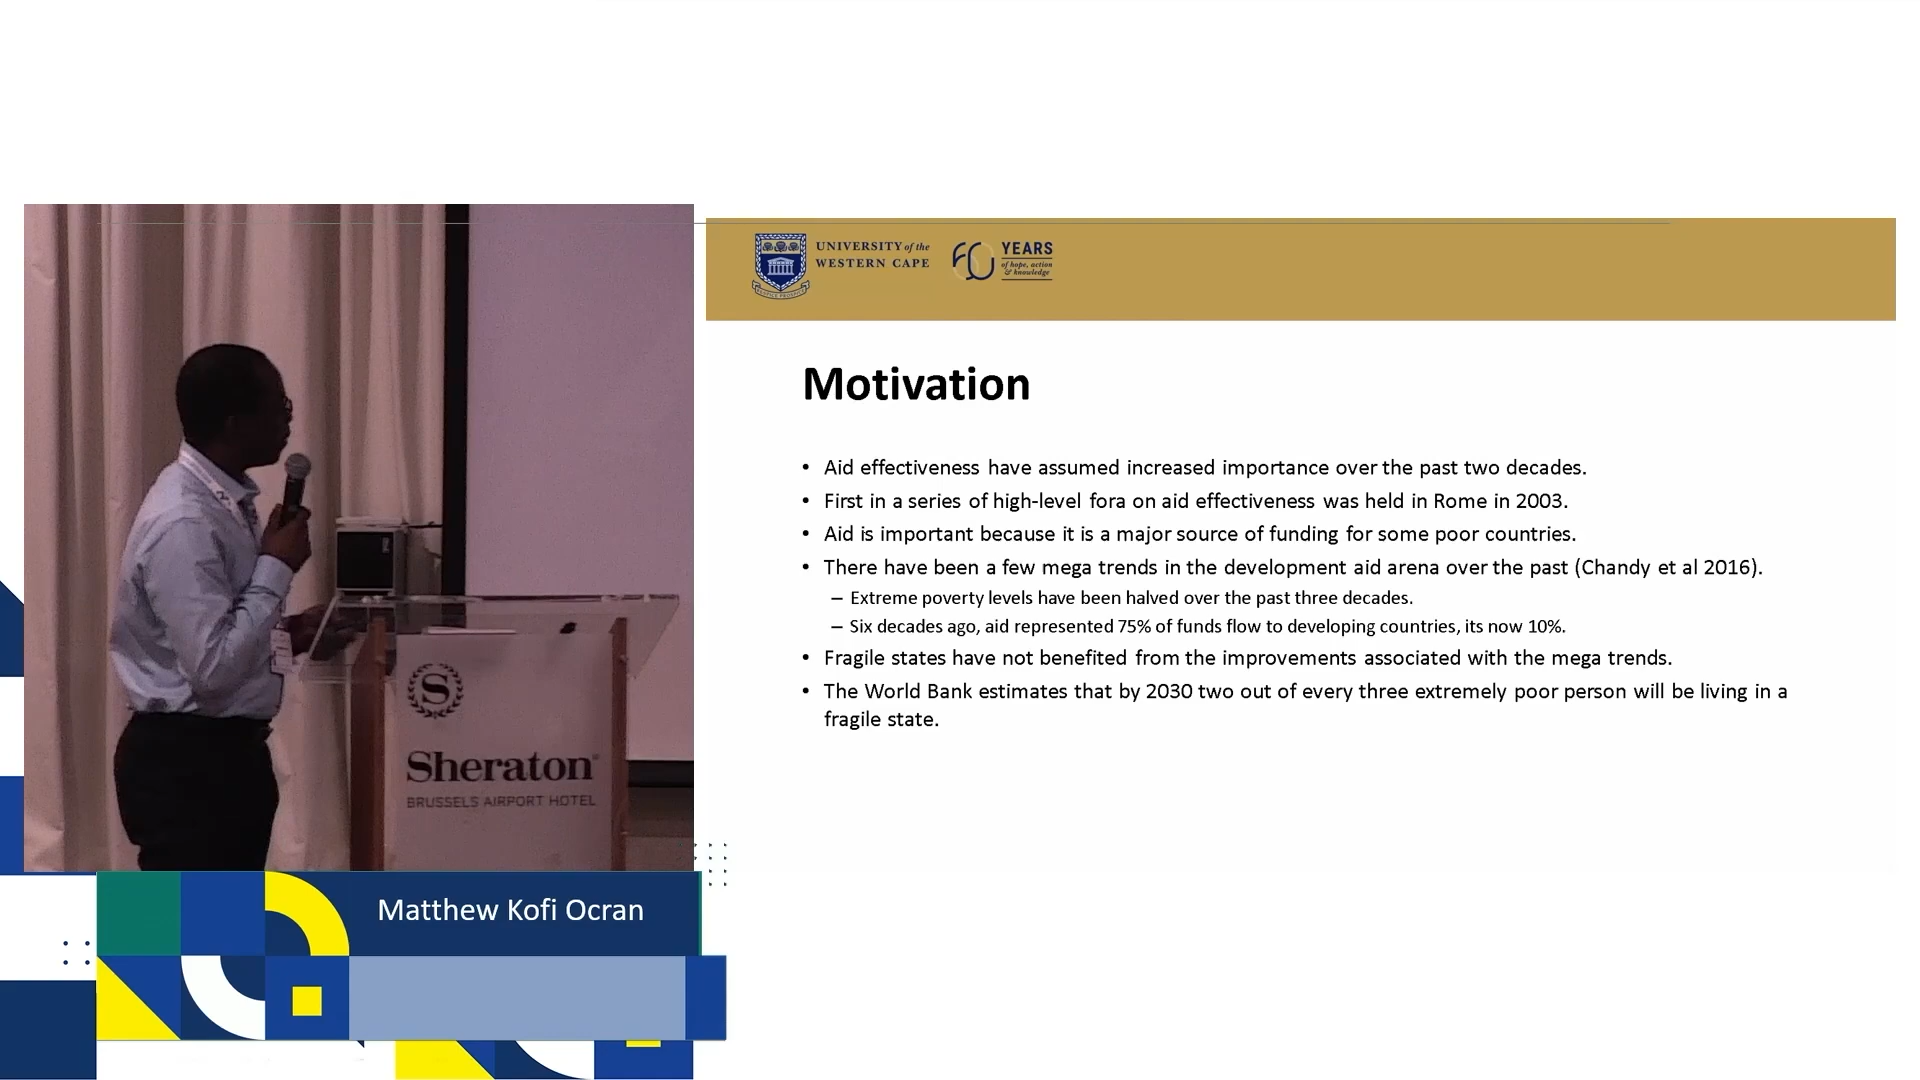 UNIVERSITY of the
WESTERN CAPE
60 YEARS
of hope, action
& knowledge
Motivation
• Aid effectiveness have assumed increased importance over the past two decades.
• First in a series of high-level fora on aid effectiveness was held in Rome in 2003.
• Aid is important because it is a major source of funding for some poor countries.
• There have been a few mega trends in the development aid arena over the past (Chandy et al 2016).
– Extreme poverty levels have been halved over the past three decades.
– Six decades ago, aid represented 75% of funds flow to developing countries, its now 10%.
• Fragile states have not benefited from the improvements associated with the mega trends.
• The World Bank estimates that by 2030 two out of every three extremely poor person will be living in a
fragile state.
S
Sheraton
BRUSSELS AIRPORT HOTEL
Matthew Kofi Ocran